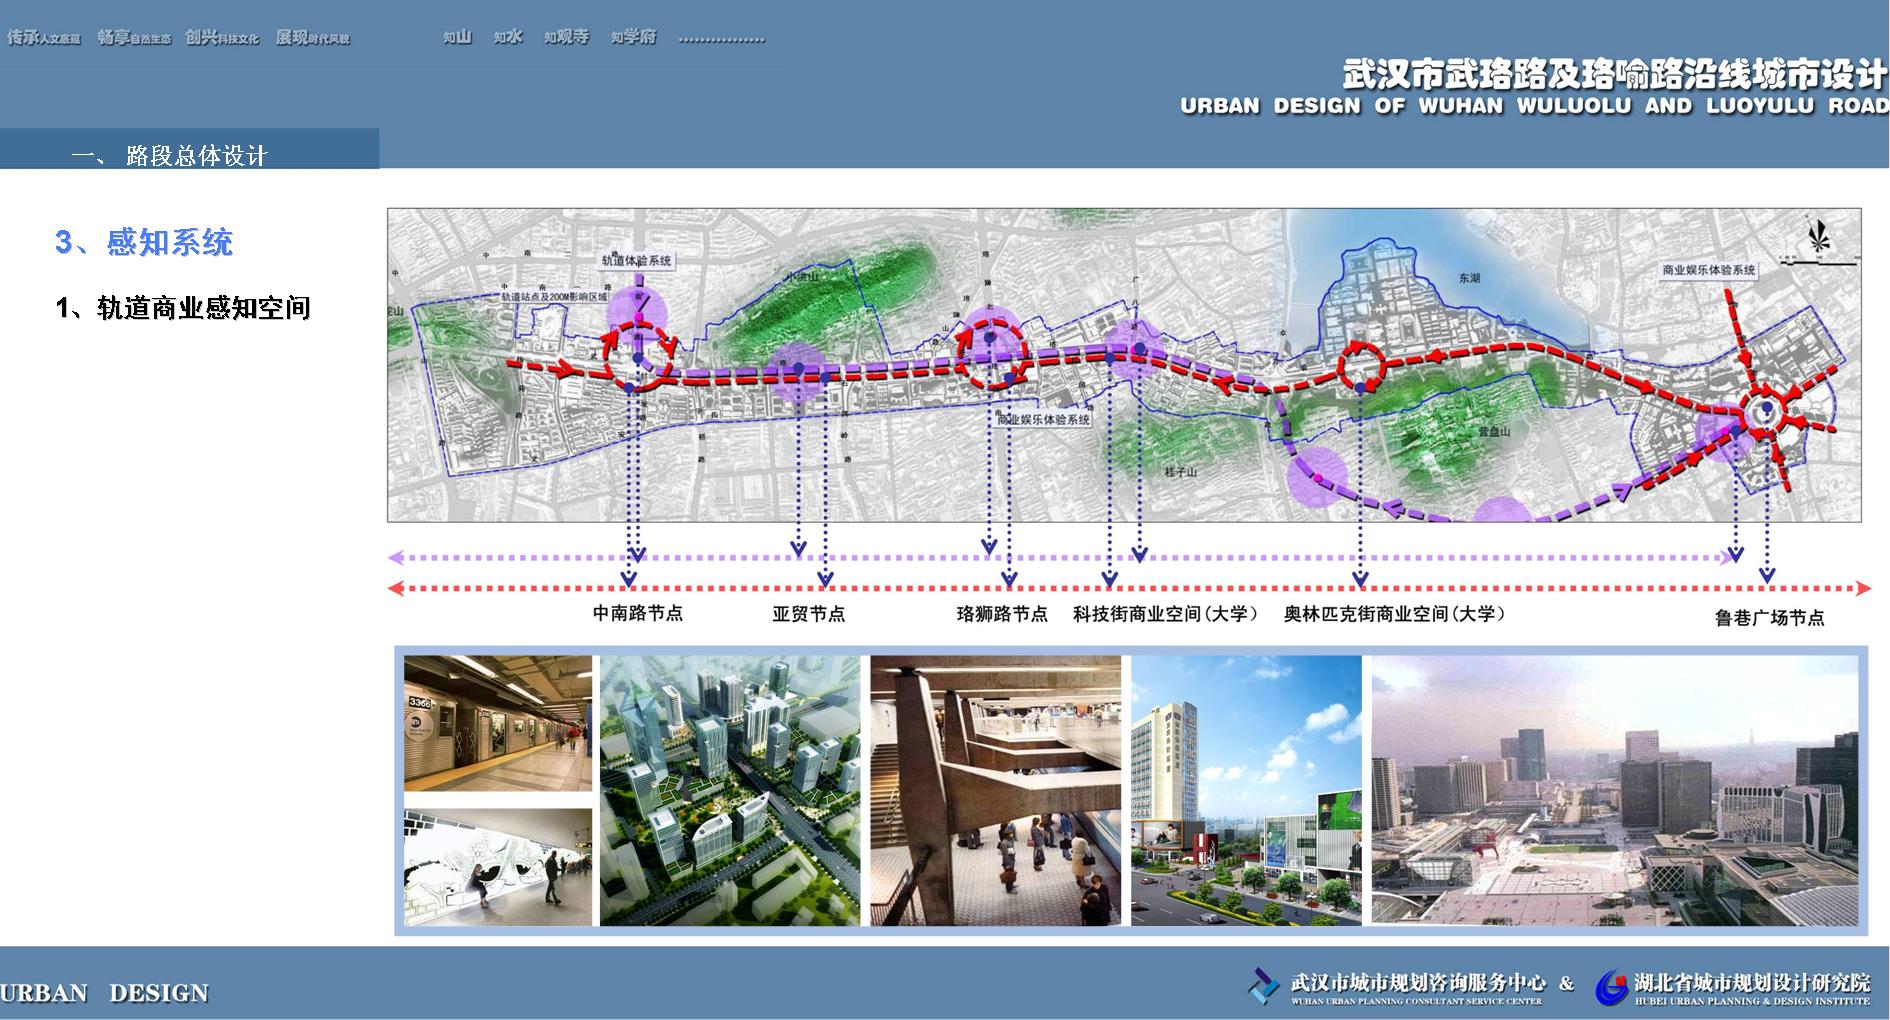 传承人文底蕴 畅享自然生态 创兴科技文化 展现时代风貌 知山 知水 知观寺 知学府 ................
武汉市武珞路及珞喻路沿线城市设计
URBAN DESIGN OF WUHAN WULUOLU AND LUOYULU ROAD
一、 路段总体设计
3、感知系统
1、轨道商业感知空间
轨道体验系统
轨道站点及200M影响区域
小洪山
东湖
商业娱乐体验系统
商业娱乐体验系统
营盘山
桂子山
中南路节点 亚贸节点 珞狮路节点 科技街商业空间(大学) 奥林匹克街商业空间(大学) 鲁巷广场节点
3366
URBAN DESIGN
武汉市城市规划咨询服务中心 & 湖北省城市规划设计研究院
WUHAN URBAN PLANNING CONSULTANT SERVICE CENTER HUBEI URBAN PLANNING & DESIGN INSTITUTE